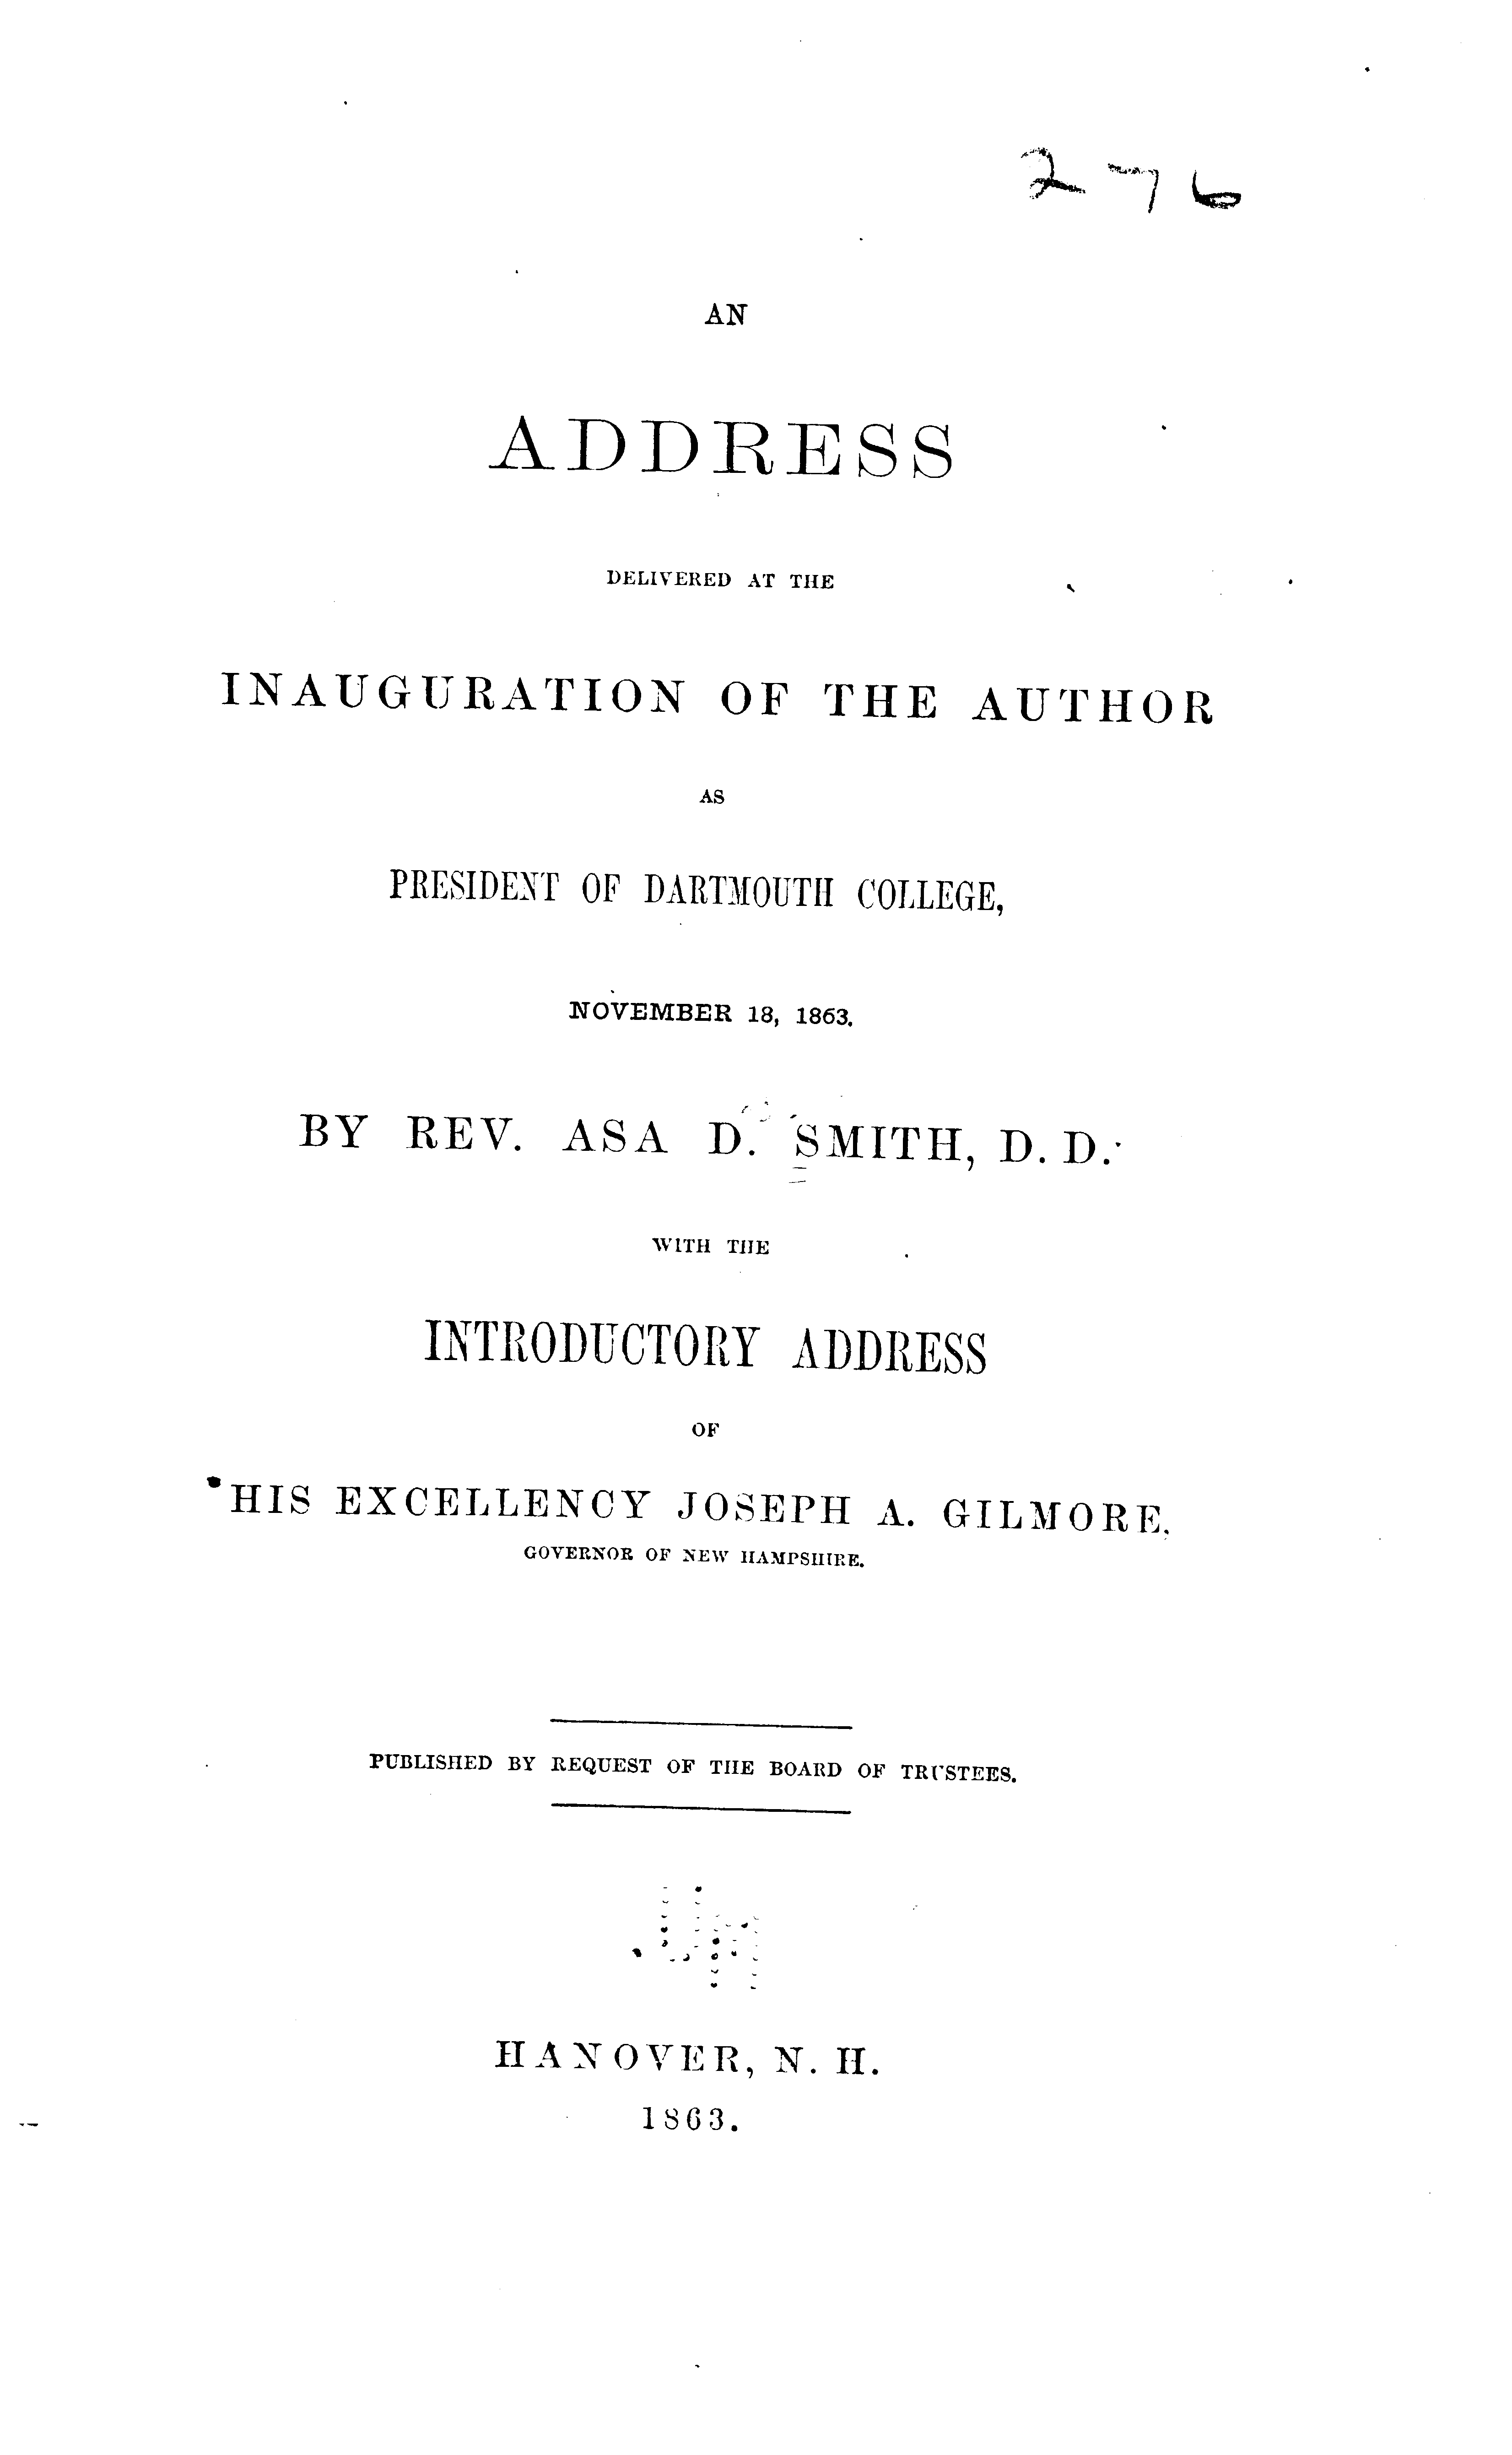 276
AN
ADDRESS
DELIVERED AT THE
INAUGURATION OF THE AUTHOR
AS
PRESIDENT OF DARTMOUTH COLLEGE,
NOVEMBER 18, 1863.
BY REV. ASA D. SMITH, D. D.
WITH THE
INTRODUCTORY ADDRESS
OF
HIS EXCELLENCY JOSEPH A. GILMORE.
GOVERNOR OF NEW HAMPSHIRE.
PUBLISHED BY REQUEST OF THE BOARD OF TRUSTEES.
HANOVER, N. H.
1863.